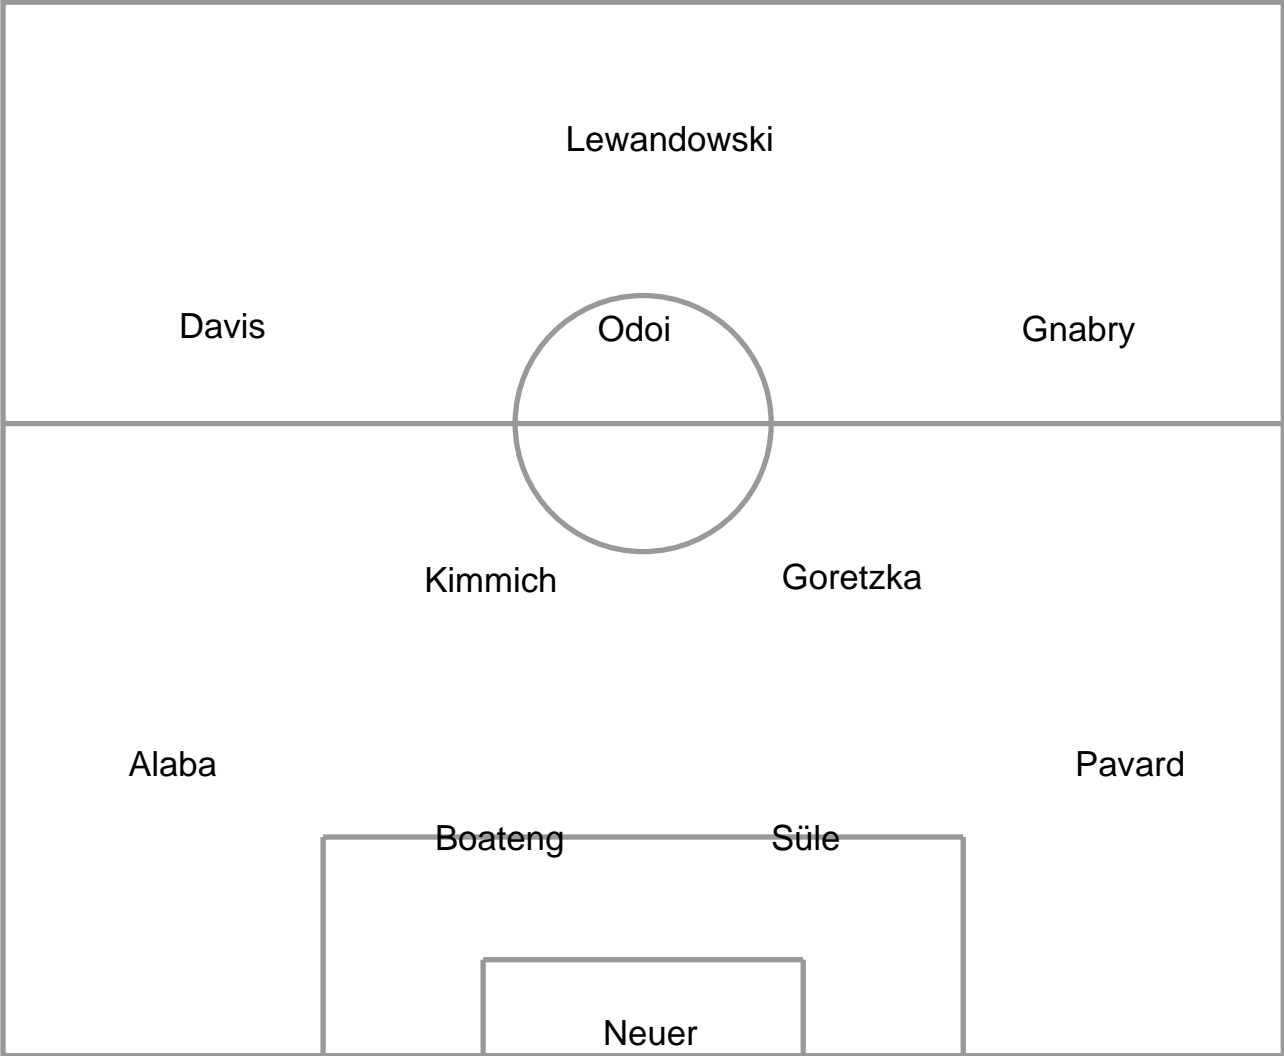 Lewandowski
Davis Odoi Gnabry
Kimmich Goretzka
Alaba Pavard
Boateng Süle
Neuer